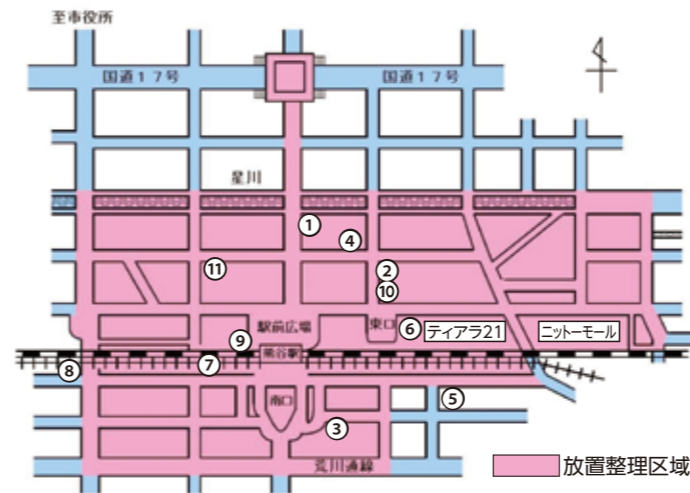 至市役所
国道17号
国道17号
星川
①
④
⑪
②
⑩
駅前広場
東口
⑥
ティアラ21
ニットーモール
⑨
熊谷駅
⑧
⑦
南口
⑤
③
荒川通線
放置整理区域